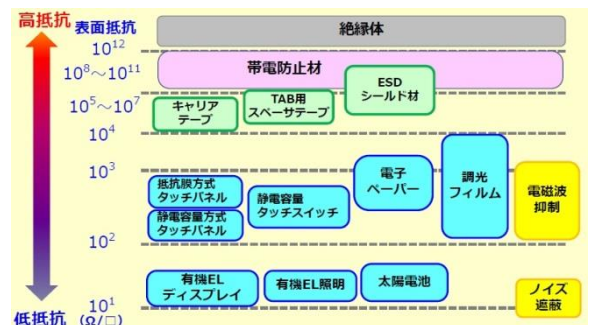 高抵抗
表面抵抗
絶縁体
10¹²
10⁸～10¹¹
帯電防止材
ESD
シールド材
10⁵～10⁷
キャリア
テープ
TAB用
スペーサテープ
10⁴
10³
抵抗膜方式
タッチパネル
静電容量方式
タッチパネル
静電容量
タッチスイッチ
電子
ペーパー
調光
フィルム
電磁波
抑制
10²
有機EL
ディスプレイ
有機EL照明
太陽電池
ノイズ
遮蔽
10¹
低抵抗
(Ω/□)